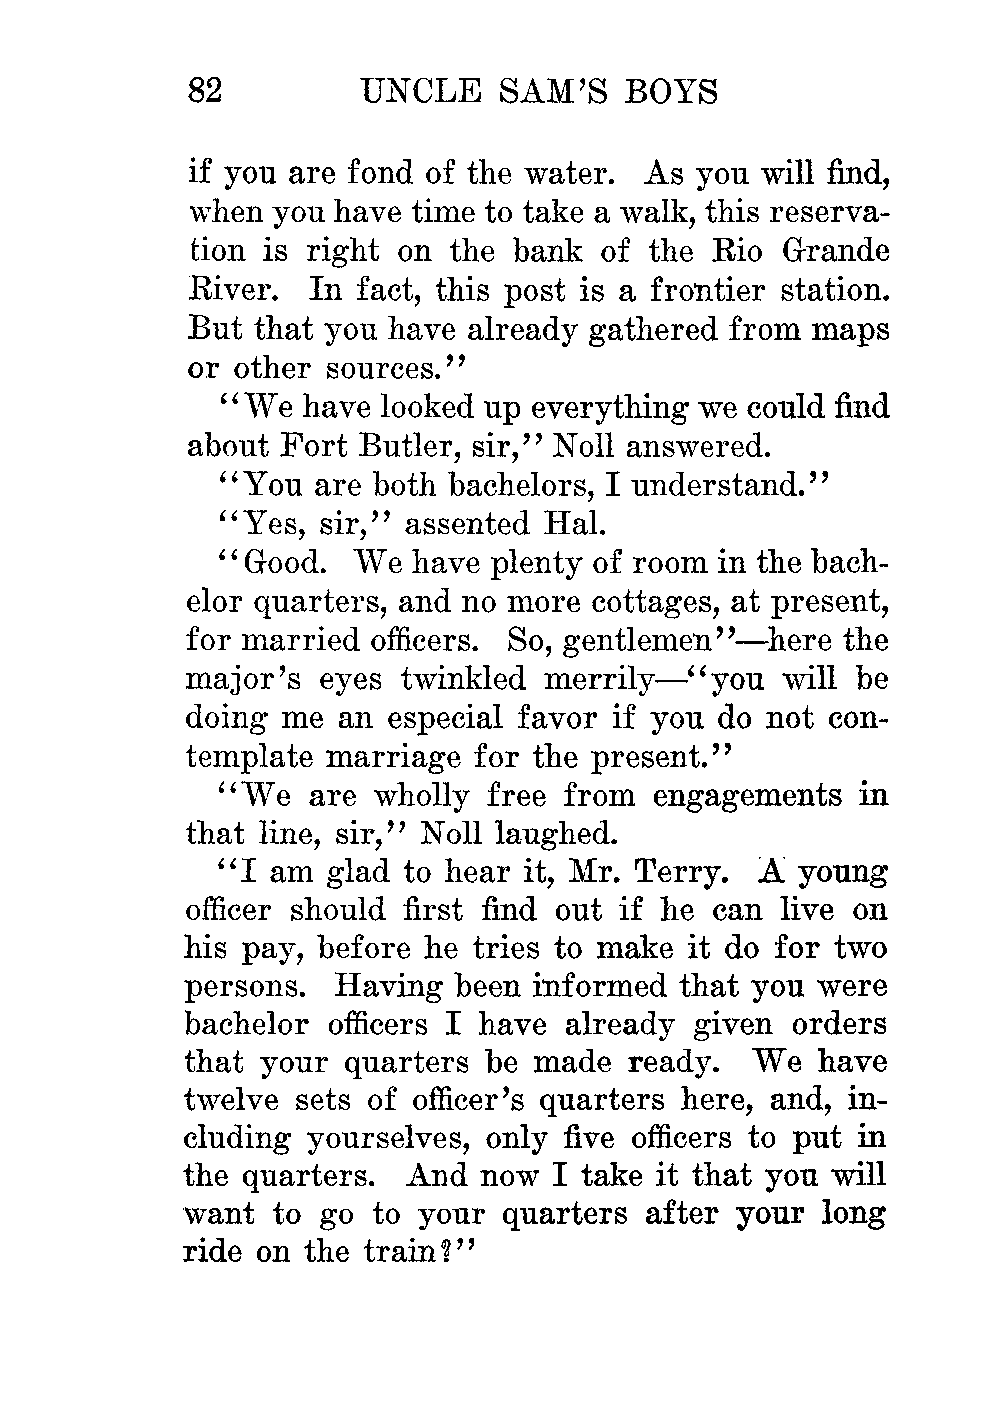 82 UNCLE SAM'S BOYS
if you are fond of the water. As you will find,
when you have time to take a walk, this reserva-
tion is right on the bank of the Rio Grande
River. In fact, this post is a frontier station.
But that you have already gathered from maps
or other sources."
"We have looked up everything we could find
about Fort Butler, sir," Noll answered.
"You are both bachelors, I understand."
"Yes, sir," assented Hal.
"Good. We have plenty of room in the bach-
elor quarters, and no more cottages, at present,
for married officers. So, gentlemen"—here the
major's eyes twinkled merrily—"you will be
doing me an especial favor if you do not con-
template marriage for the present."
"We are wholly free from engagements in
that line, sir," Noll laughed.
"I am glad to hear it, Mr. Terry. A young
officer should first find out if he can live on
his pay, before he tries to make it do for two
persons. Having been informed that you were
bachelor officers I have already given orders
that your quarters be made ready. We have
twelve sets of officer's quarters here, and, in-
cluding yourselves, only five officers to put in
the quarters. And now I take it that you will
want to go to your quarters after your long
ride on the train?"